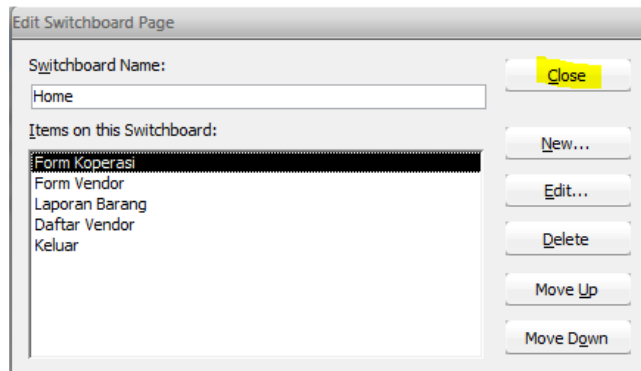 Edit Switchboard Page
Switchboard Name:
Home
Items on this Switchboard:
Form Koperasi
Form Vendor
Laporan Barang
Daftar Vendor
Keluar
Close
New...
Edit...
Delete
Move Up
Move Down